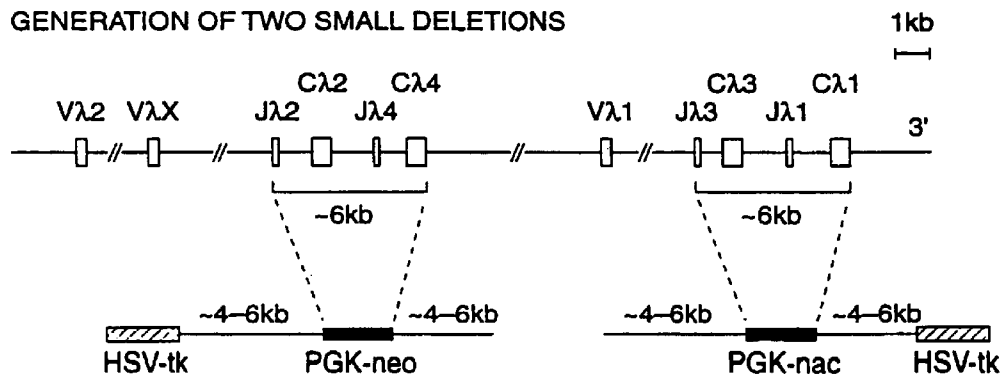 GENERATION OF TWO SMALL DELETIONS
1kb
Cλ2 Cλ4 Cλ3 Cλ1
Vλ2 VλX Jλ2 Jλ4 Vλ1 Jλ3 Jλ1 3'
~6kb ~6kb
~4–6kb ~4–6kb ~4–6kb ~4–6kb
HSV-tk PGK-neo PGK-nac HSV-tk